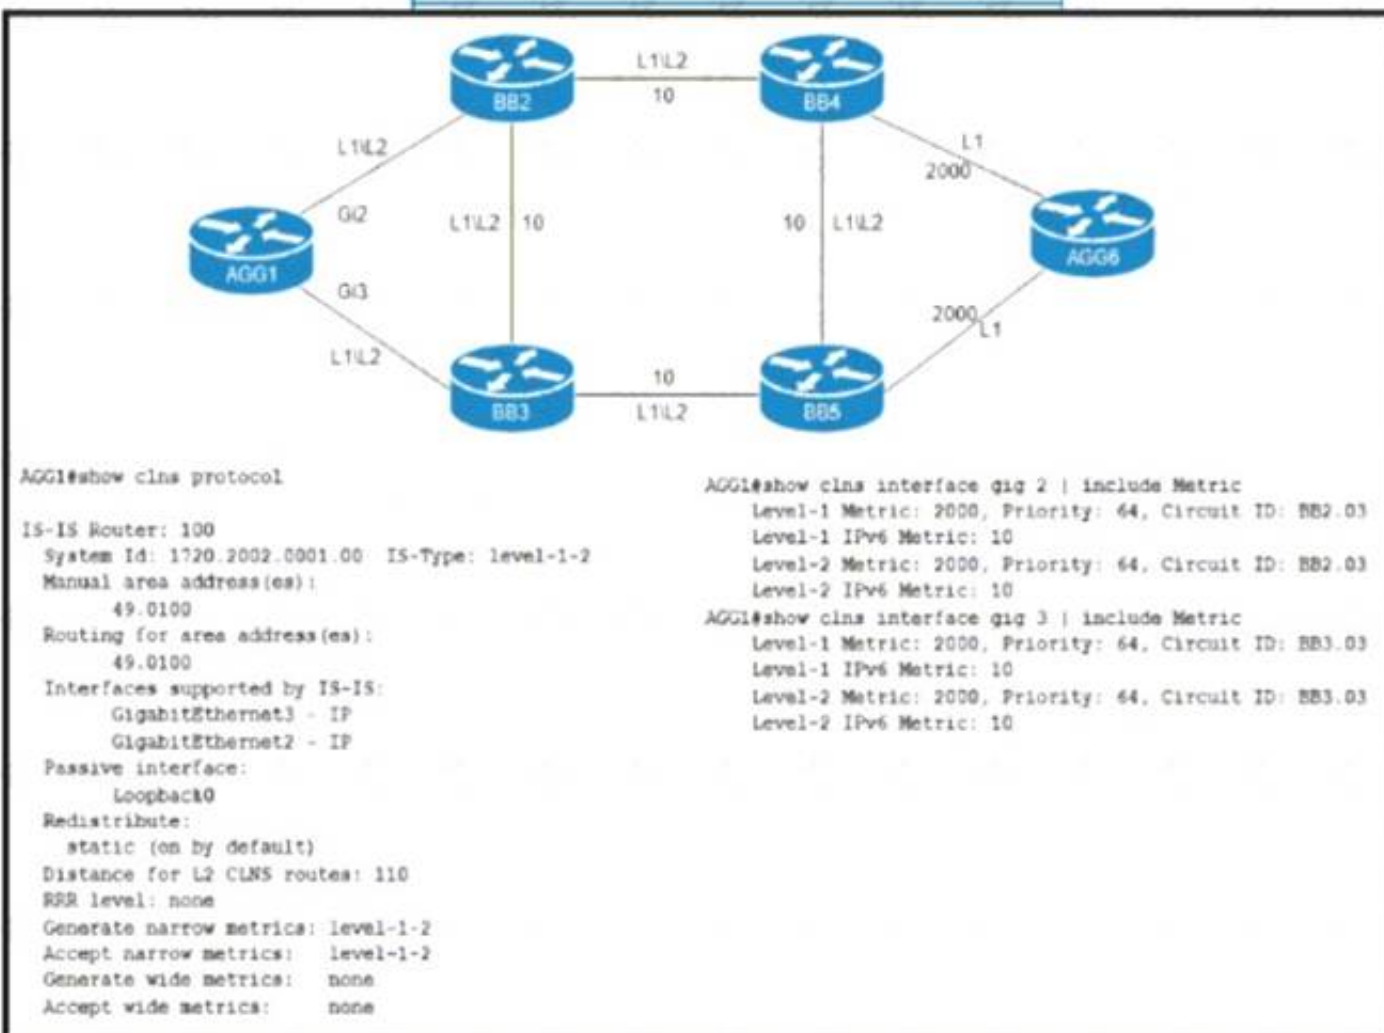 L1\L2
10
BB2
BB4
L1\L2
L1
2000
Gi2
L1\L2
10
10
L1\L2
AGG1
AGG6
Gi3
2000
L1
L1\L2
10
BB3
BB5
L1\L2
AGG1#show clns protocol
IS-IS Router: 100
System Id: 1720.2002.0001.00 IS-Type: level-1-2
Manual area address(es):
49.0100
Routing for area address(es):
49.0100
Interfaces supported by IS-IS:
GigabitEthernet3 - IP
GigabitEthernet2 - IP
Passive interface:
Loopback0
Redistribute:
static (on by default)
Distance for L2 CLNS routes: 110
RRR level: none
Generate narrow metrics: level-1-2
Accept narrow metrics: level-1-2
Generate wide metrics: none
Accept wide metrics: none
AGG1#show clns interface gig 2 | include Metric
Level-1 Metric: 2000, Priority: 64, Circuit ID: BB2.03
Level-1 IPv6 Metric: 10
Level-2 Metric: 2000, Priority: 64, Circuit ID: BB2.03
Level-2 IPv6 Metric: 10
AGG1#show clns interface gig 3 | include Metric
Level-1 Metric: 2000, Priority: 64, Circuit ID: BB3.03
Level-1 IPv6 Metric: 10
Level-2 Metric: 2000, Priority: 64, Circuit ID: BB3.03
Level-2 IPv6 Metric: 10